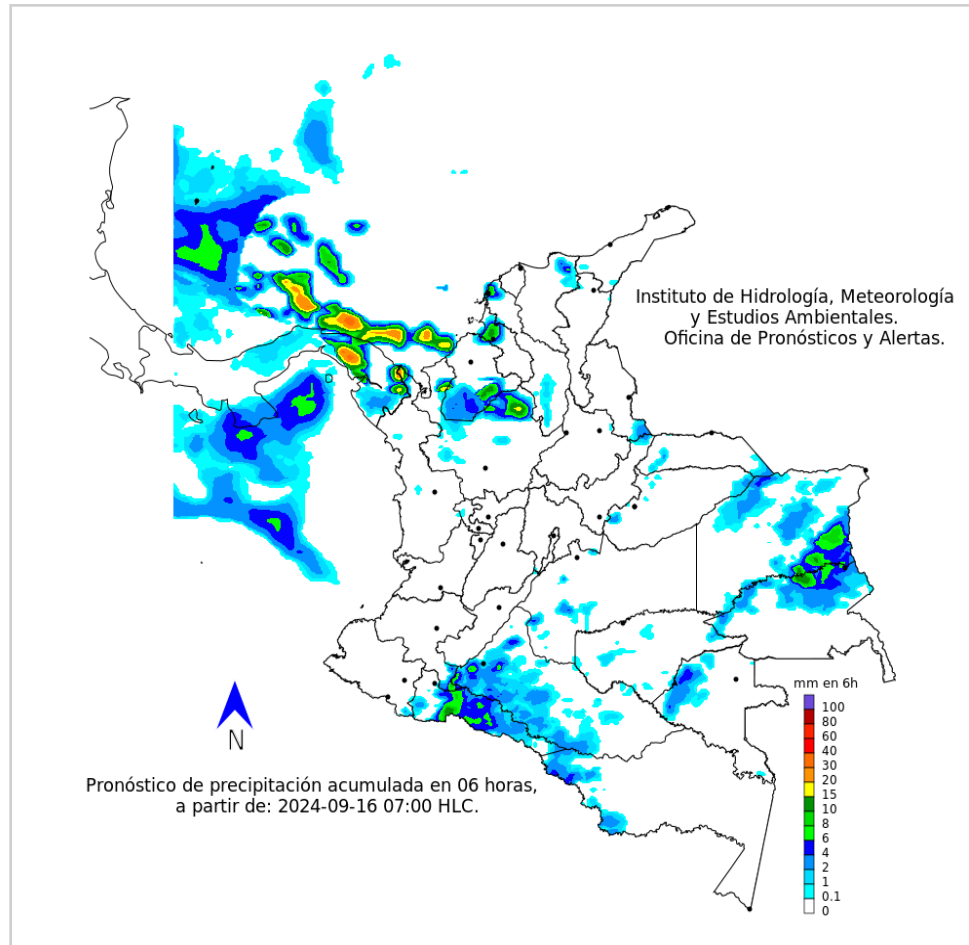 Instituto de Hidrología, Meteorología
y Estudios Ambientales.
Oficina de Pronósticos y Alertas.
mm en 6h
100
80
60
40
30
20
15
10
8
6
4
2
1
0.1
0
N
Pronóstico de precipitación acumulada en 06 horas,
a partir de: 2024-09-16 07:00 HLC.